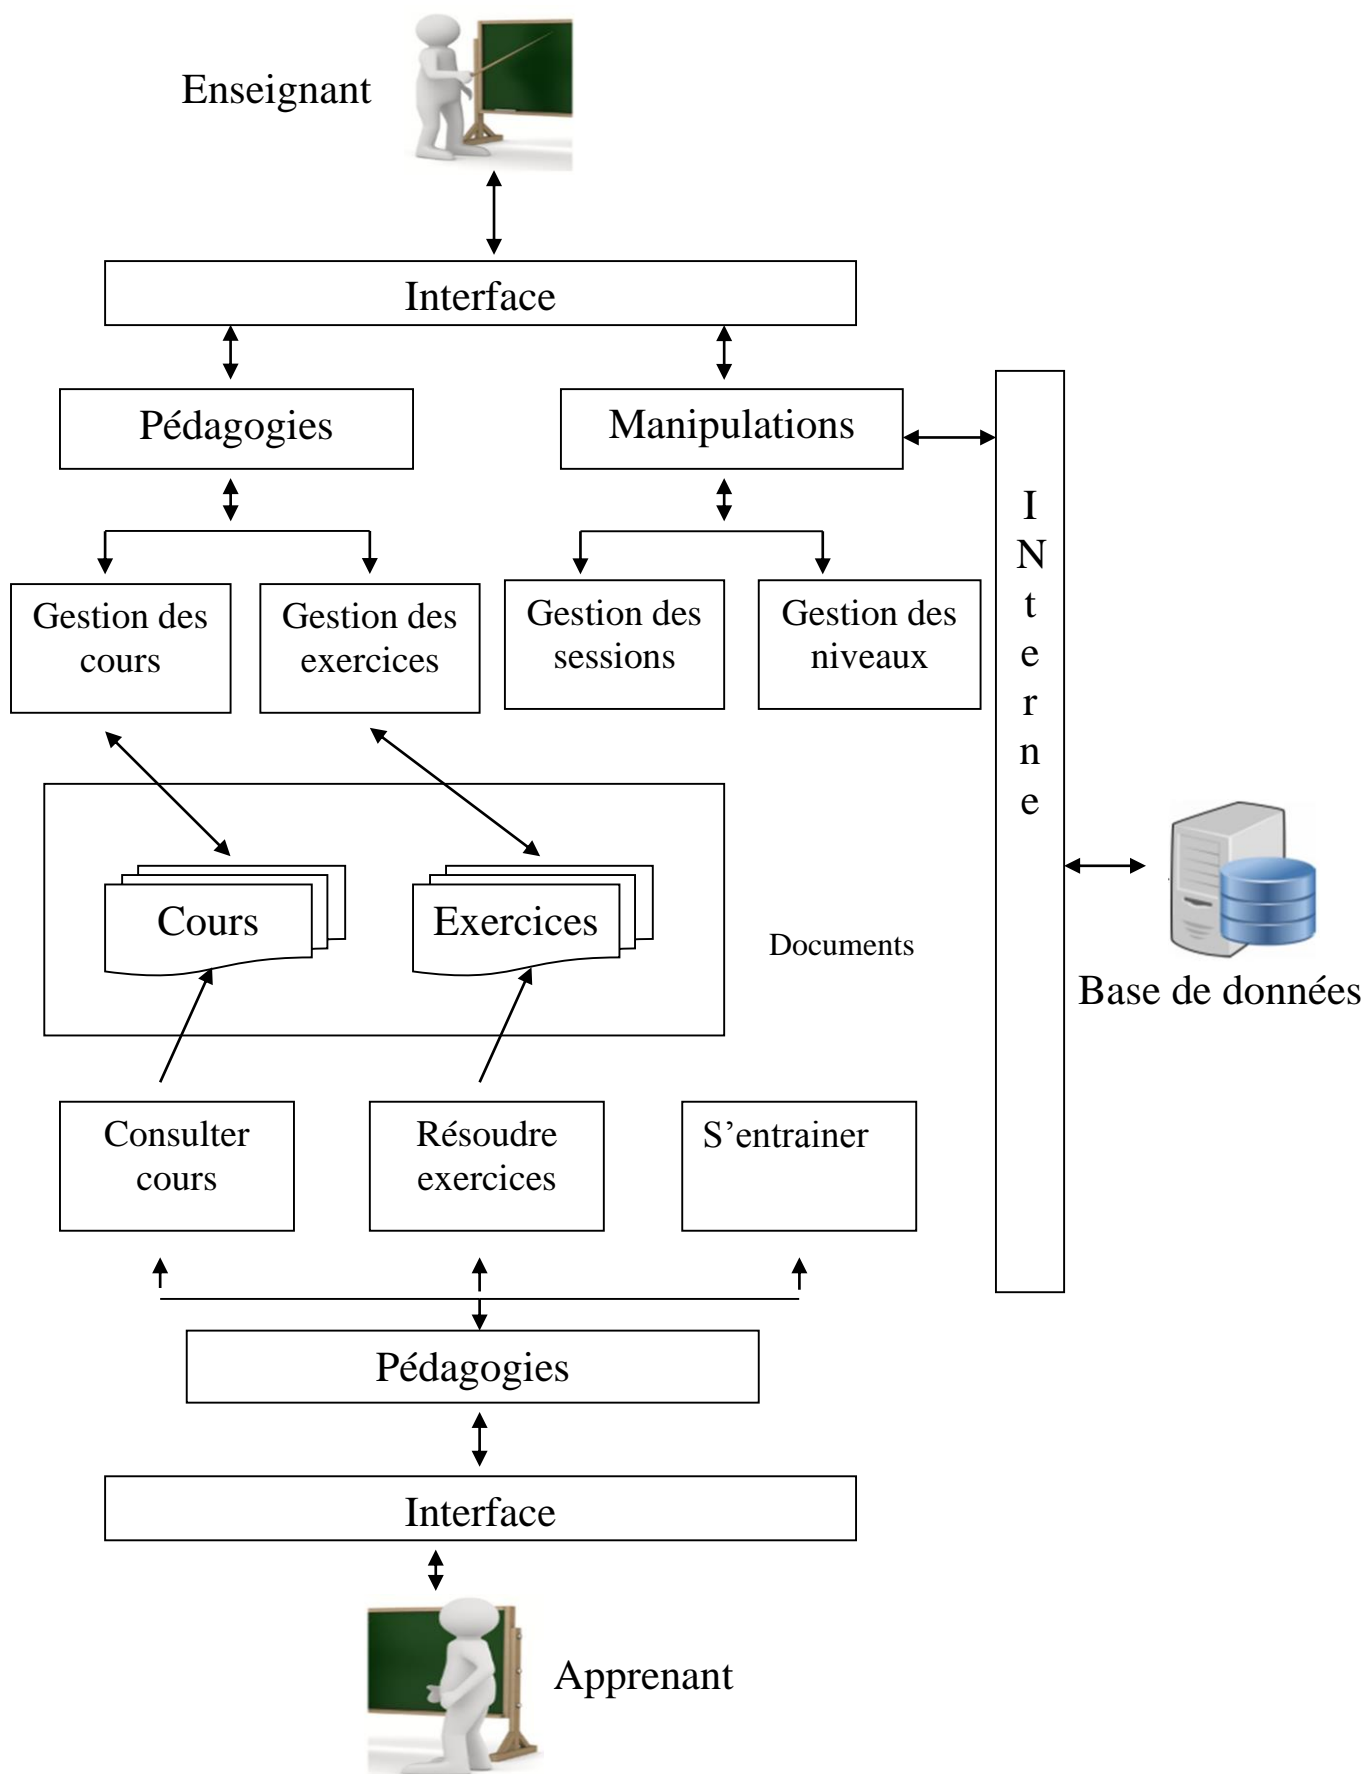 Enseignant
Interface
Pédagogies
Manipulations
I
N
t
e
r
n
e
Gestion des
cours
Gestion des
exercices
Gestion des
sessions
Gestion des
niveaux
Cours
Exercices
Documents
Base de données
Consulter
cours
Résoudre
exercices
S’entrainer
Pédagogies
Interface
Apprenant